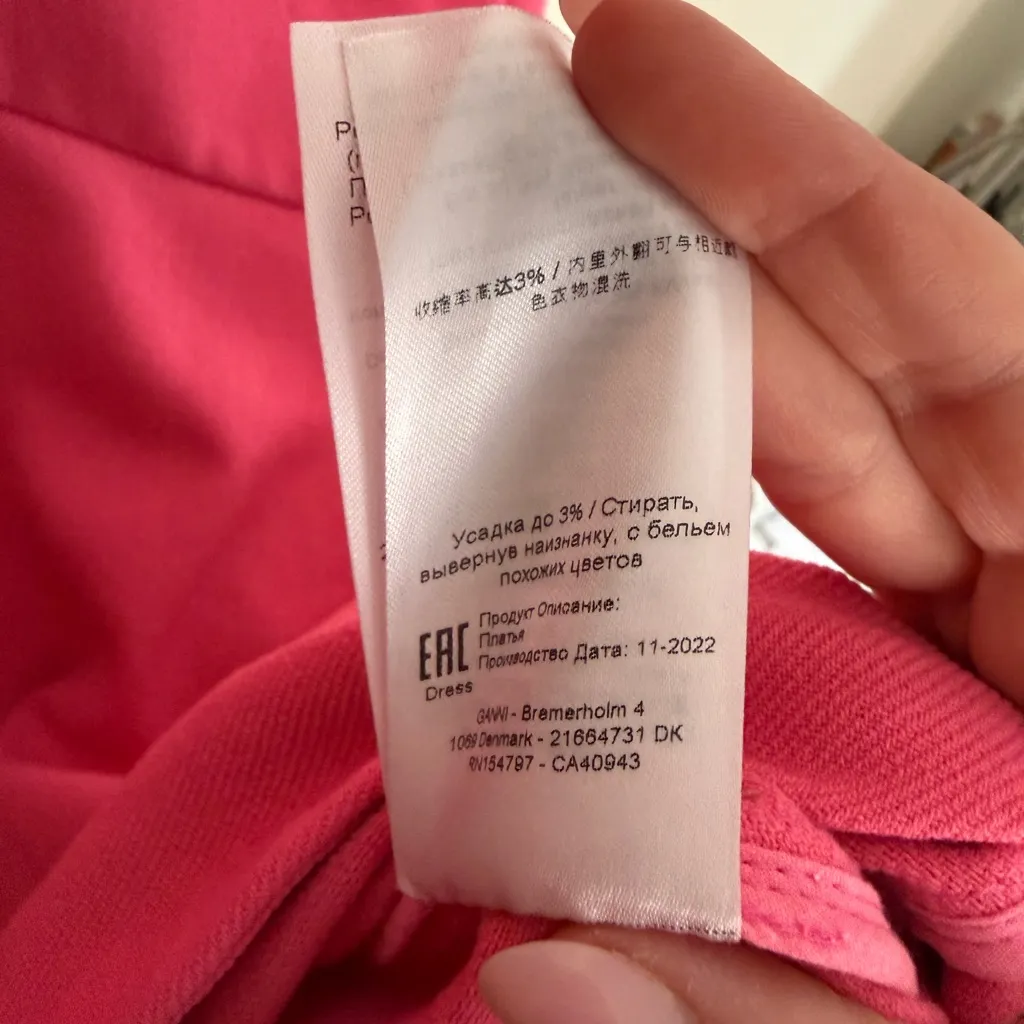 收缩率高达3% / 内里外翻可与相近颜
色衣物混洗
Усадка до 3% / Стирать,
вывернув наизнанку, с бельем
похожих цветов
EAC
Продукт Описание:
Платья
Производство Дата: 11-2022
Dress
GANNI - Bremerholm 4
1069 Denmark - 21664731 DK
RN154797 - CA40943